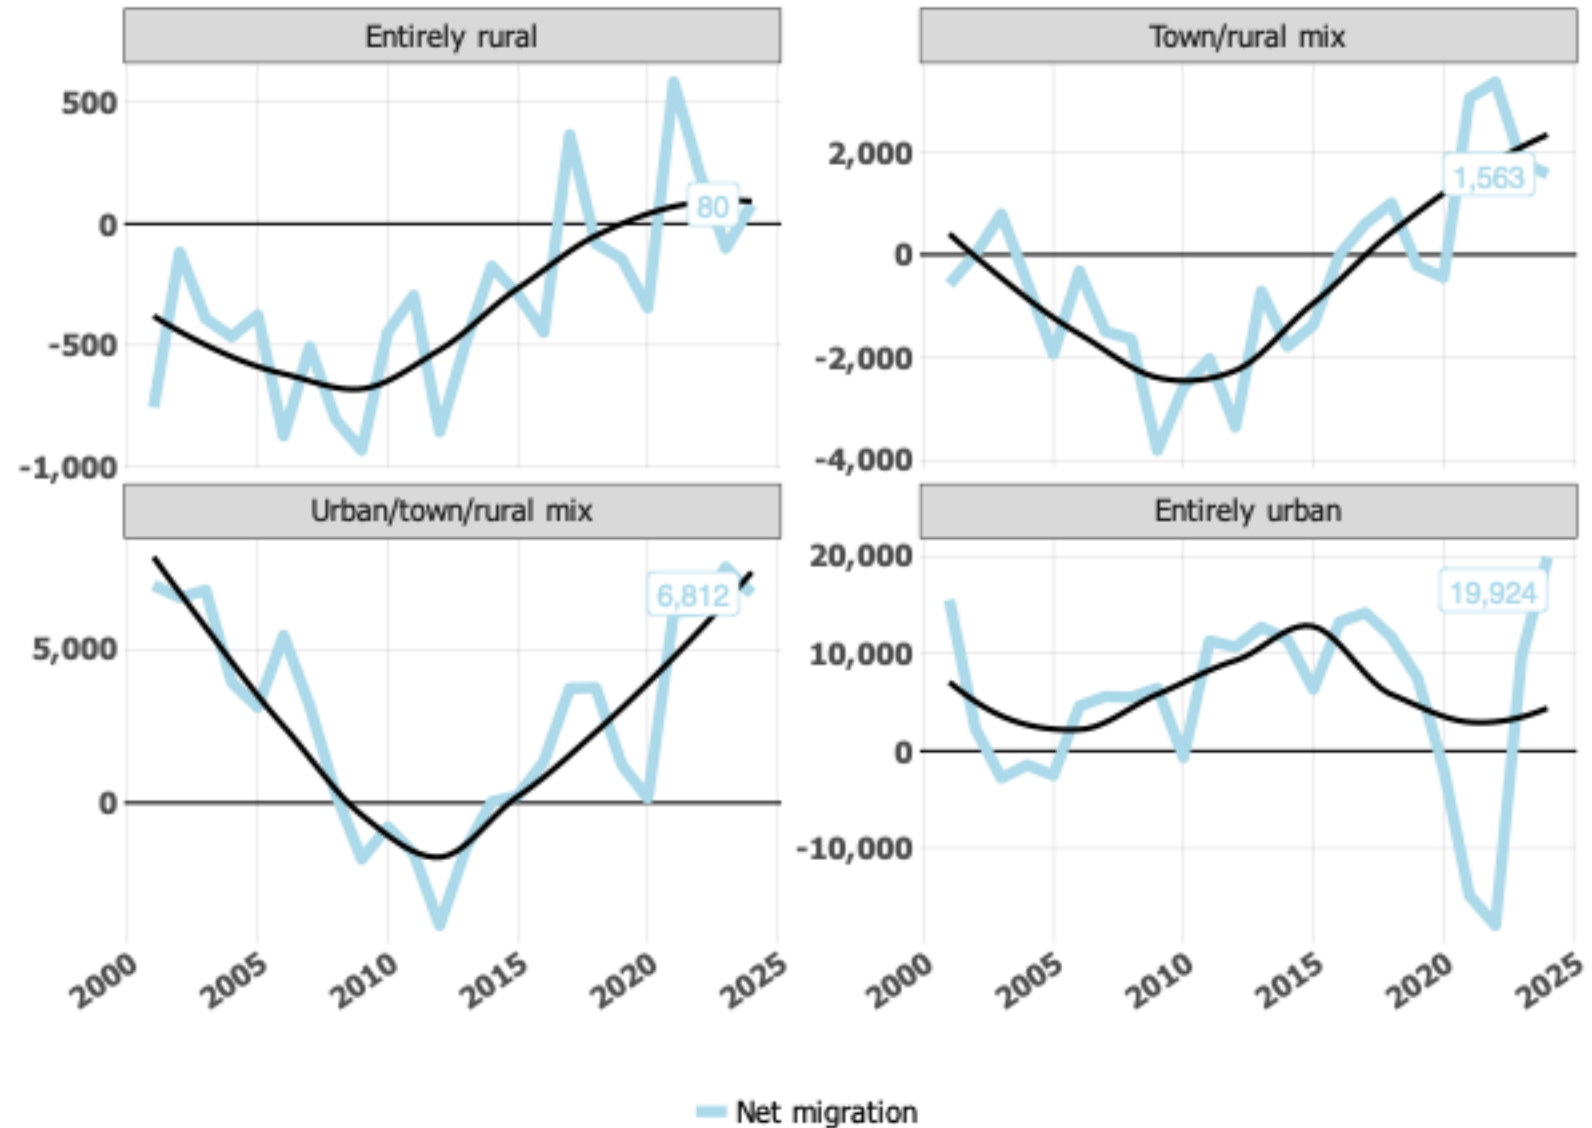 Entirely rural
Town/rural mix
500
0
-500
-1,000
80
2,000
0
-2,000
-4,000
1,563
Urban/town/rural mix
Entirely urban
5,000
0
6,812
20,000
10,000
0
-10,000
19,924
2000 2005 2010 2015 2020 2025
2000 2005 2010 2015 2020 2025
Net migration